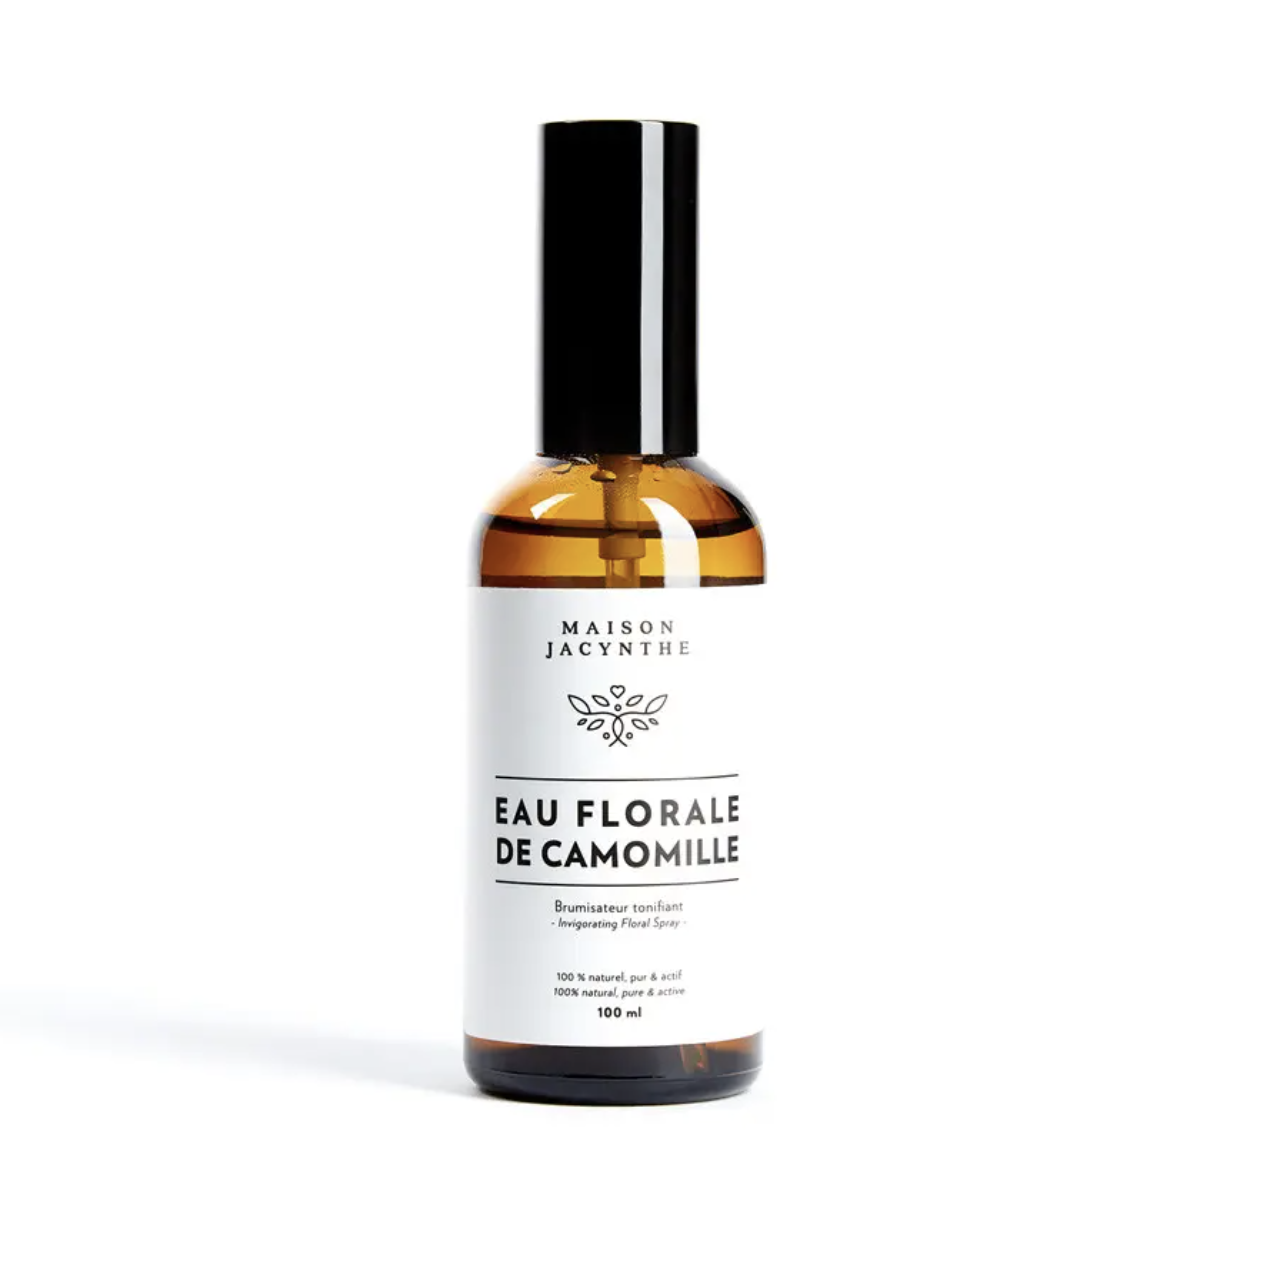 MAISON
JACYNTHE
EAU FLORALE
DE CAMOMILLE
Brumisateur tonifiant
- Invigorating Floral Spray -
100 % naturel, pur & actif
100% natural, pure & active
100 ml